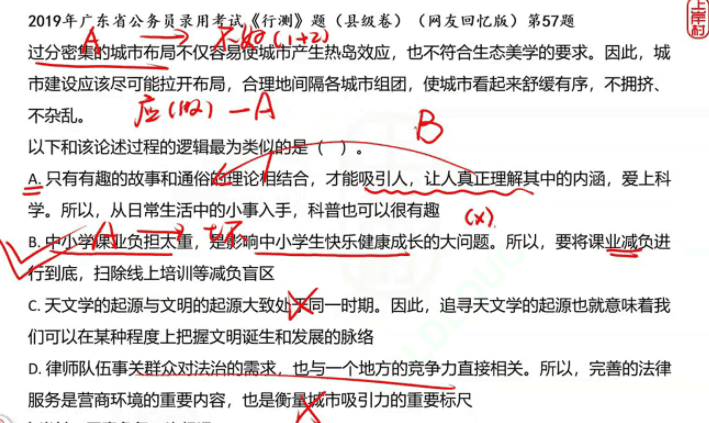 2019年广东省公务员录用考试《行测》题（县级卷）（网友回忆版）第57题
上岸村
A → 不好(1+2)
过分密集的城市布局不仅容易使城市产生热岛效应，也不符合生态美学的要求。因此，城
市建设应该尽可能拉开布局，合理地间隔各城市组团，使城市看起来舒缓有序，不拥挤、
不杂乱。
一A
B
以下和该论述过程的逻辑最为类似的是（ ）。
A. 只有有趣的故事和通俗的理论相结合，才能吸引人，让人真正理解其中的内涵，爱上科
学。所以，从日常生活中的小事入手，科普也可以很有趣
(x)
A →
B. 中小学课业负担太重，是影响中小学生快乐健康成长的大问题。所以，要将课业减负进
行到底，扫除线上培训等减负盲区
C. 天文学的起源与文明的起源大致处于同一时期。因此，追寻天文学的起源也就意味着我
们可以在某种程度上把握文明诞生和发展的脉络
D. 律师队伍事关群众对法治的需求，也与一个地方的竞争力直接相关。所以，完善的法律
服务是营商环境的重要内容，也是衡量城市吸引力的重要标尺